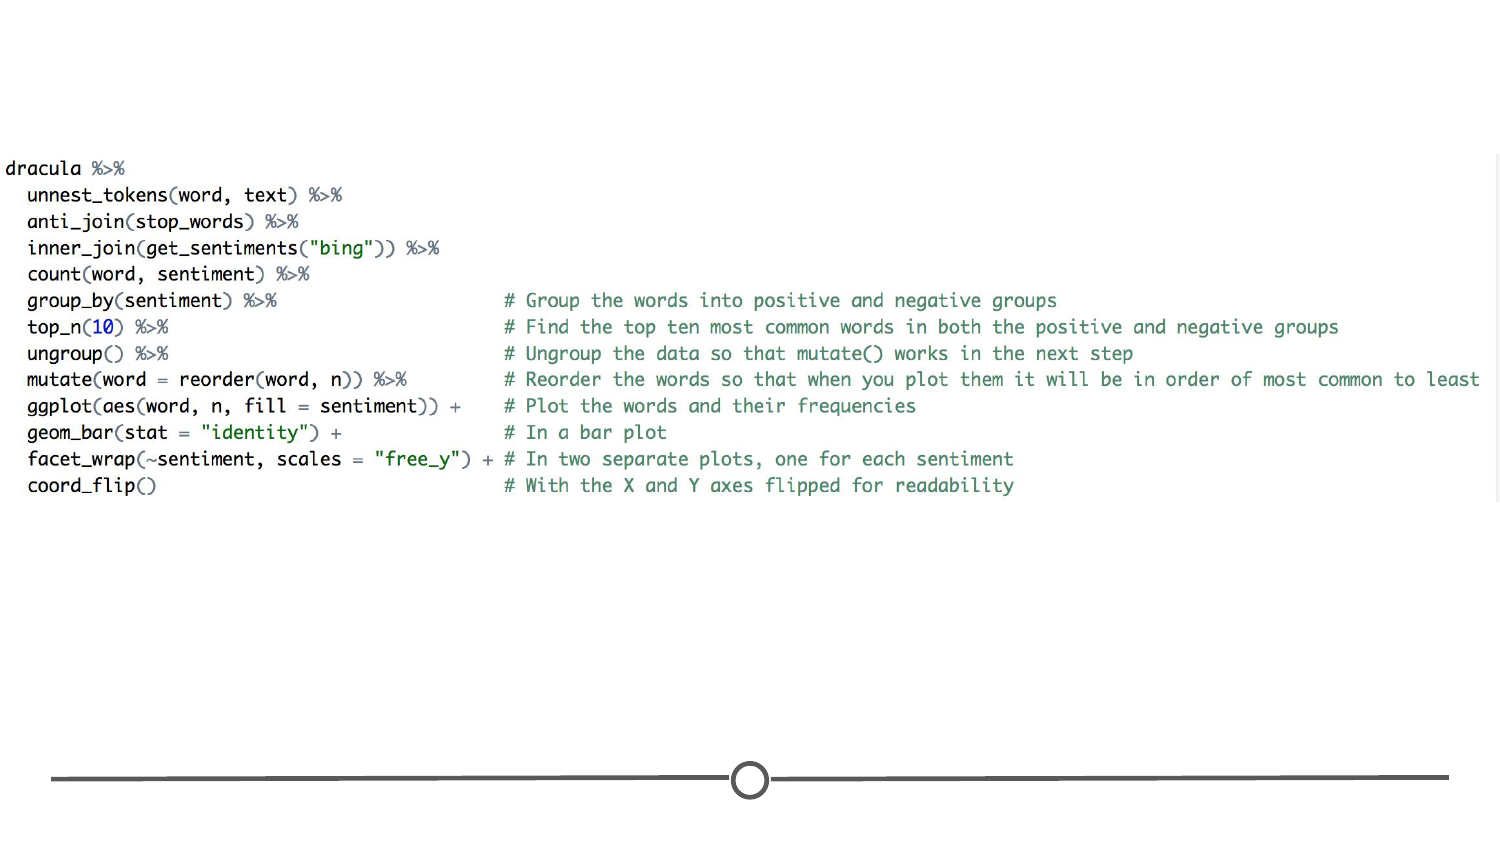 dracula %>%
unnest_tokens(word, text) %>%
anti_join(stop_words) %>%
inner_join(get_sentiments("bing")) %>%
count(word, sentiment) %>%
group_by(sentiment) %>% # Group the words into positive and negative groups
top_n(10) %>% # Find the top ten most common words in both the positive and negative groups
ungroup() %>% # Ungroup the data so that mutate() works in the next step
mutate(word = reorder(word, n)) %>% # Reorder the words so that when you plot them it will be in order of most common to least
ggplot(aes(word, n, fill = sentiment)) + # Plot the words and their frequencies
geom_bar(stat = "identity") + # In a bar plot
facet_wrap(~sentiment, scales = "free_y") + # In two separate plots, one for each sentiment
coord_flip() # With the X and Y axes flipped for readability